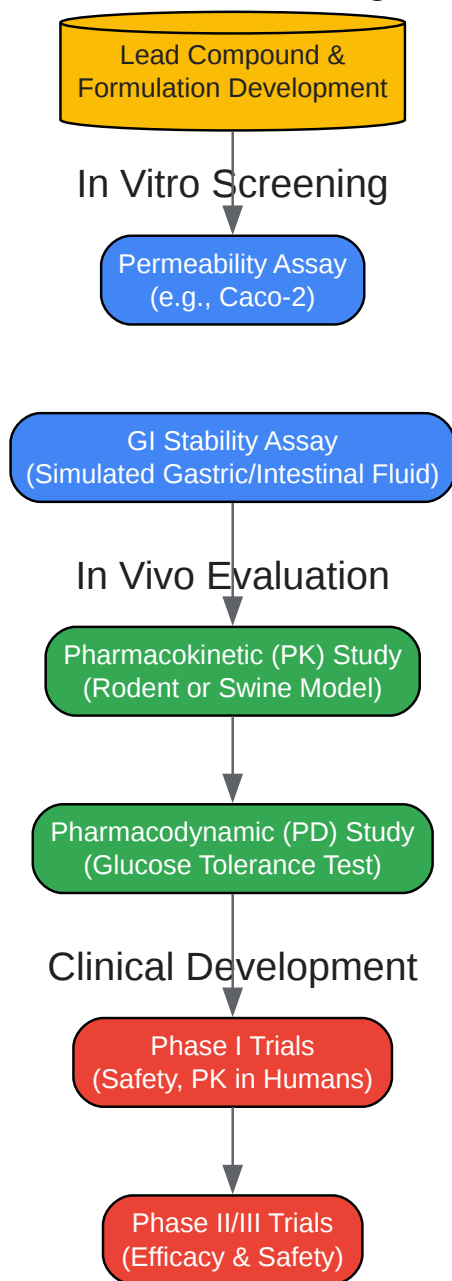 Lead Compound &
Formulation Development
In Vitro Screening
Permeability Assay
(e.g., Caco-2)
GI Stability Assay
(Simulated Gastric/Intestinal Fluid)
In Vivo Evaluation
Pharmacokinetic (PK) Study
(Rodent or Swine Model)
Pharmacodynamic (PD) Study
(Glucose Tolerance Test)
Clinical Development
Phase I Trials
(Safety, PK in Humans)
Phase II/III Trials
(Efficacy & Safety)